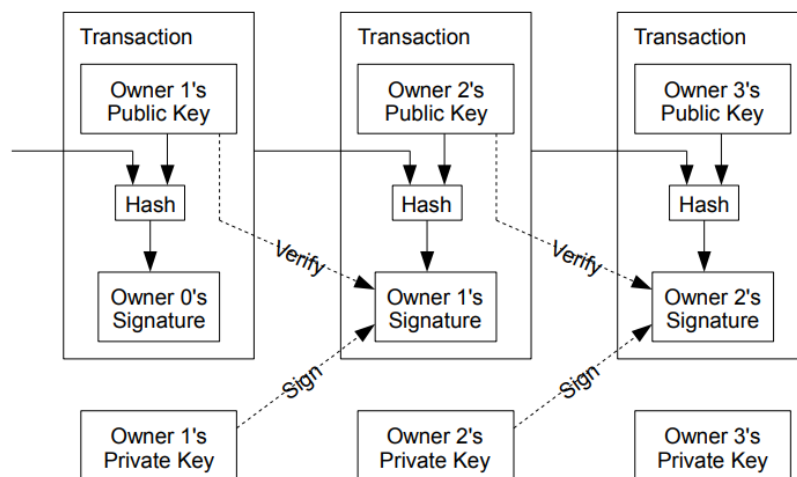 Transaction
Transaction
Transaction
Owner 1's
Public Key
Owner 2's
Public Key
Owner 3's
Public Key
Hash
Hash
Hash
Verify
Verify
Owner 0's
Signature
Owner 1's
Signature
Owner 2's
Signature
Sign
Sign
Owner 1's
Private Key
Owner 2's
Private Key
Owner 3's
Private Key